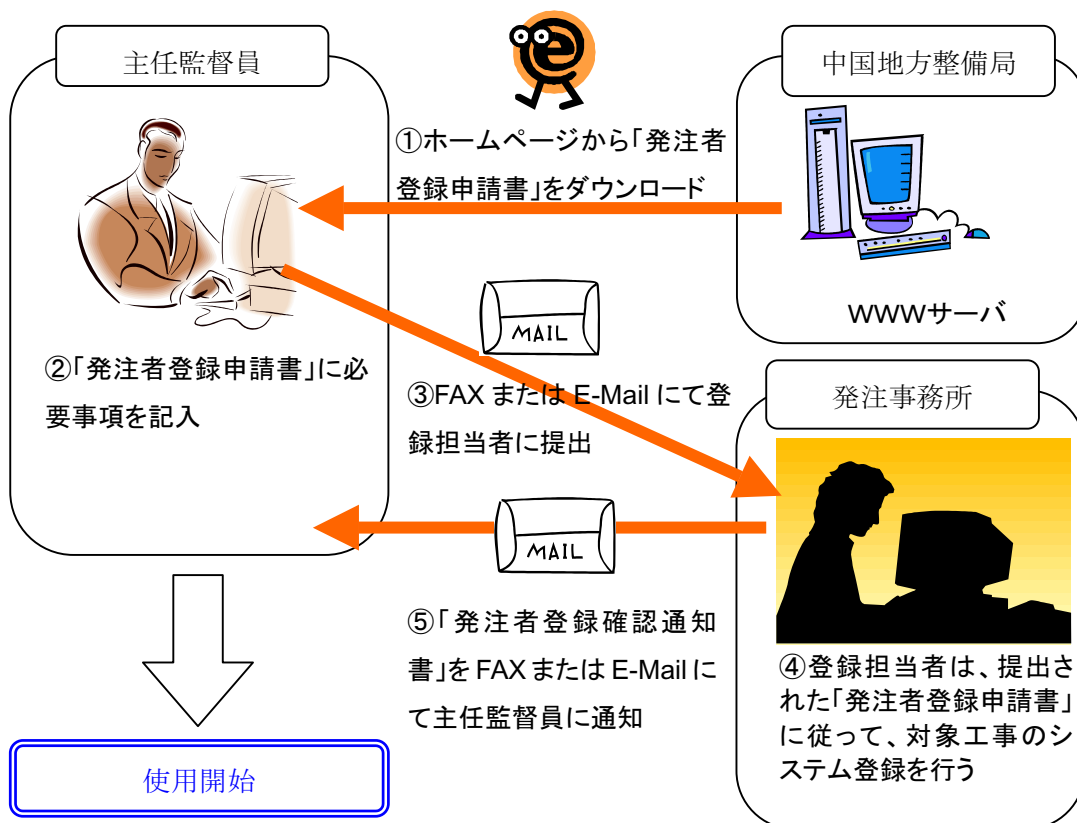 主任監督員
中国地方整備局
①ホームページから「発注者
登録申請書」をダウンロード
WWWサーバ
②「発注者登録申請書」に必
要事項を記入
MAIL
③FAX または E-Mail にて登
録担当者に提出
発注事務所
MAIL
④登録担当者は、提出さ
れた「発注者登録申請書」
に従って、対象工事のシ
ステム登録を行う
⑤「発注者登録確認通知
書」を FAX または E-Mail に
て主任監督員に通知
使用開始